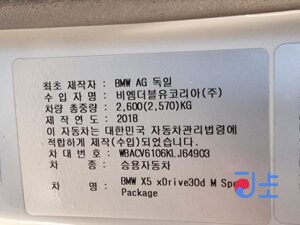 최초 제작자 : BMW AG 독일
수 입 자 명 : 비엠더블유코리아(주)
차량 총중량 : 2,600(2,570)KG
제 작 연 도 : 2018
이 자동차는 대한민국 자동차관리법령에
적합하게 제작(수입)되었습니다.
차 대 번 호 : WBACV6106KLJ64903
차 종 : 승용자동차
차 명 : BMW X5 xDrive30d M Spo
Package